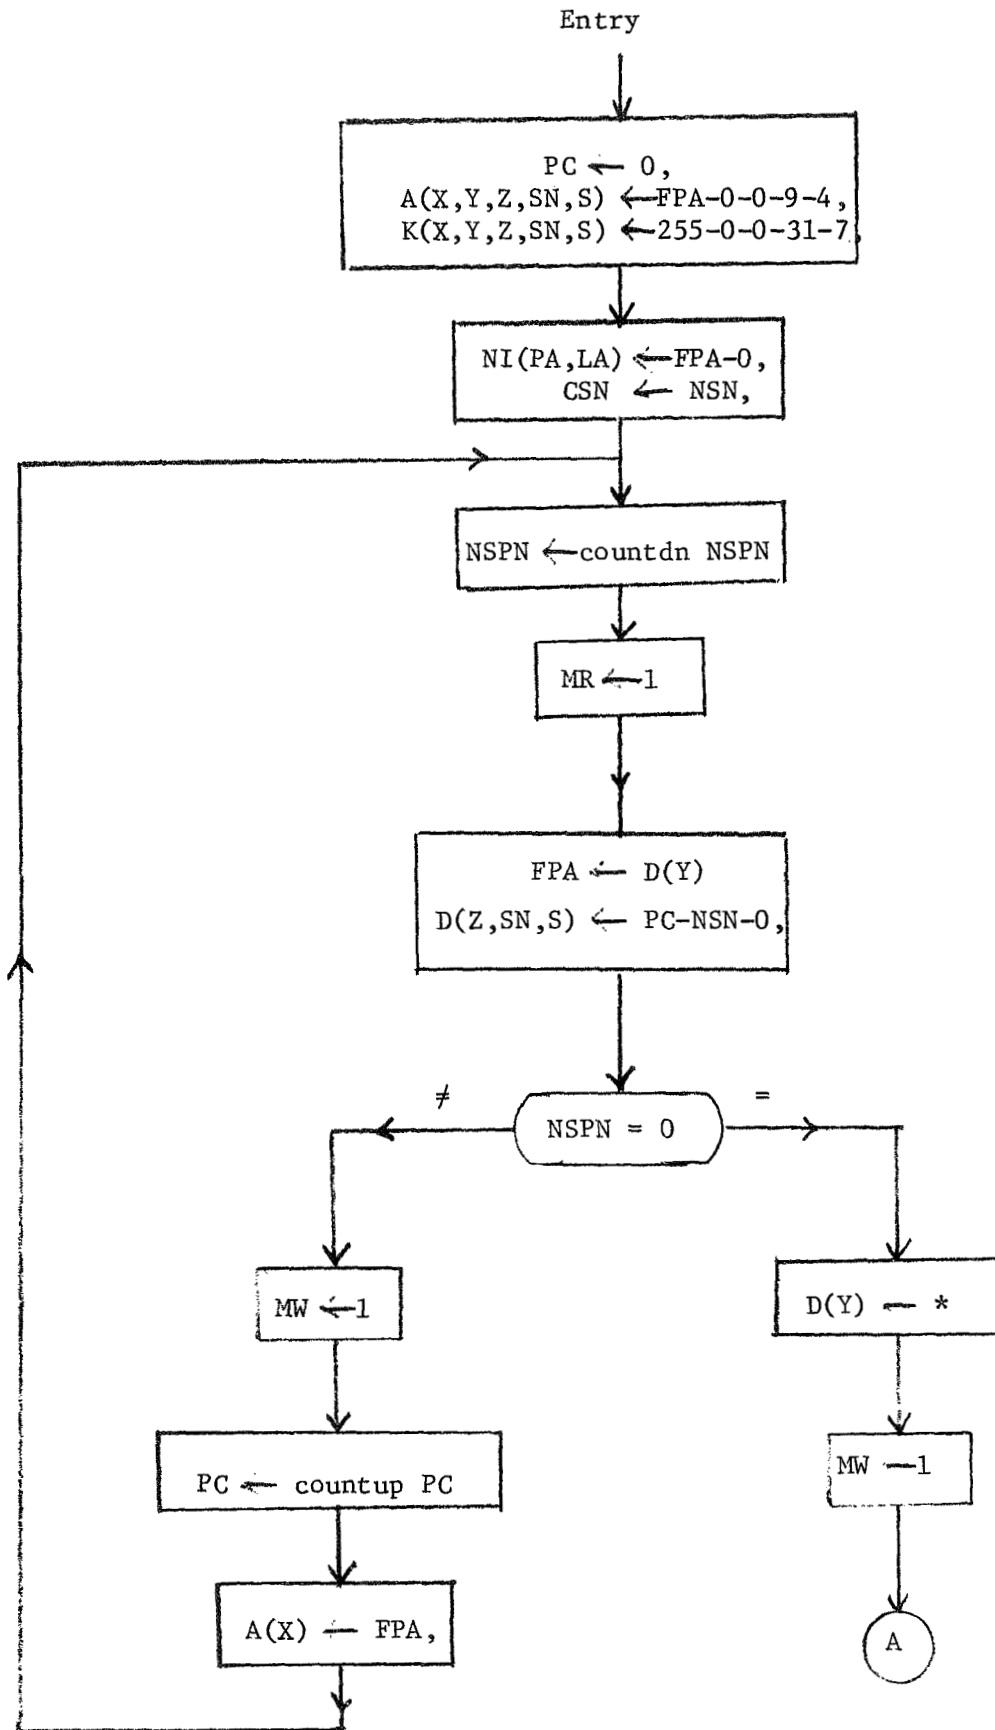 Entry
PC ← 0,
A(X,Y,Z,SN,S) ←FPA-0-0-9-4,
K(X,Y,Z,SN,S) ←255-0-0-31-7,
NI(PA,LA) ←FPA-0,
CSN ← NSN,
NSPN ←countdn NSPN
MR ←1
FPA ← D(Y)
D(Z,SN,S) ← PC-NSN-0,
≠
NSPN = 0
=
MW ←1
D(Y) ← *
PC ← countup PC
MW —1
A(X) ← FPA,
A